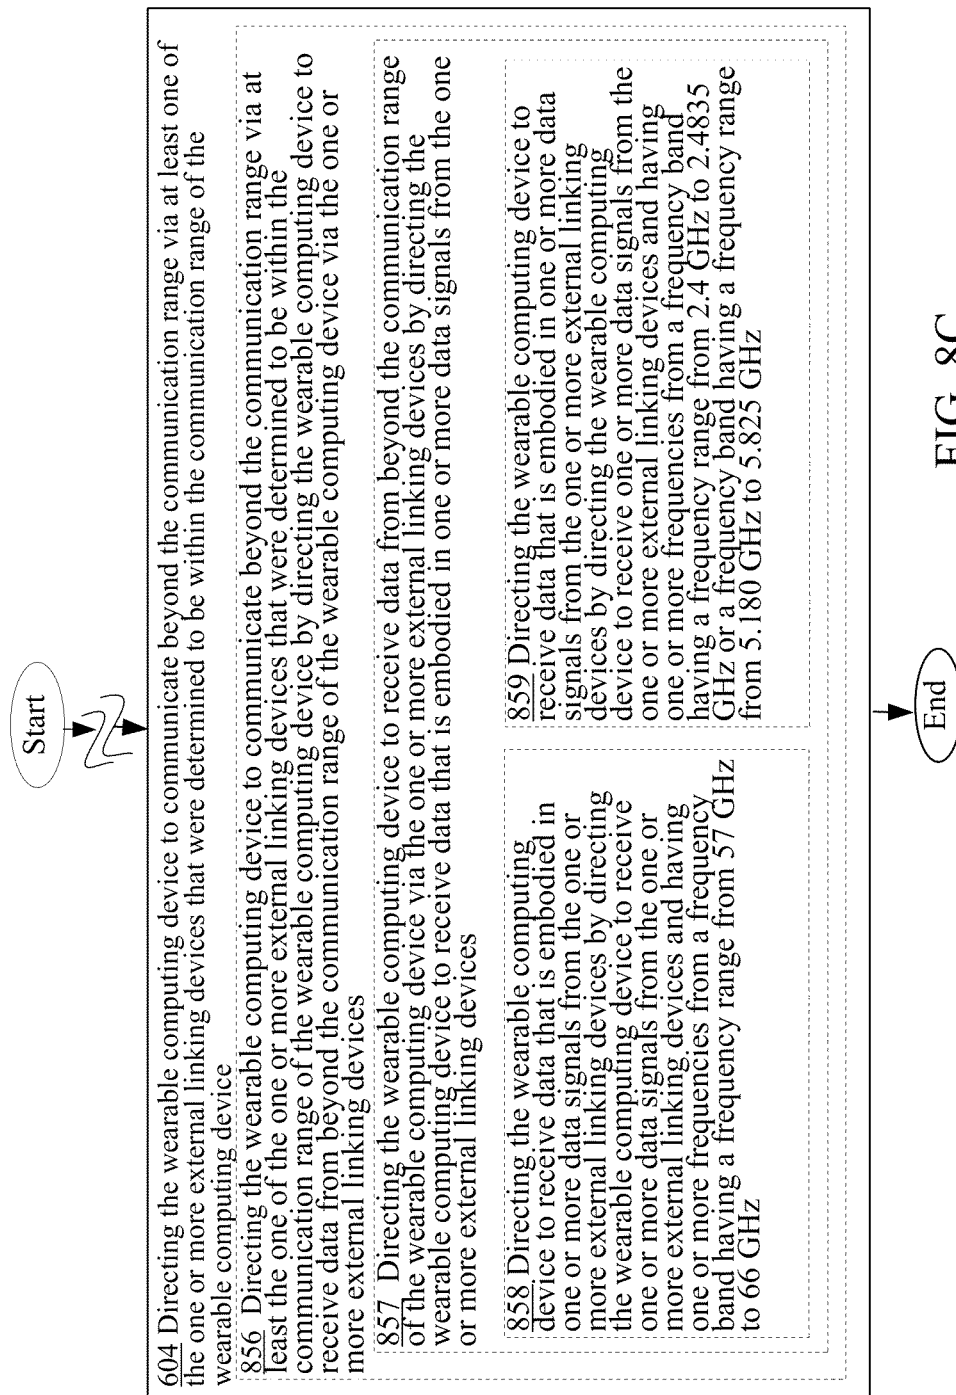 Start
604 Directing the wearable computing device to communicate beyond the communication range via at least one of
the one or more external linking devices that were determined to be within the communication range of the
wearable computing device
856 Directing the wearable computing device to communicate beyond the communication range via at
least the one of the one or more external linking devices that were determined to be within the
communication range of the wearable computing device by directing the wearable computing device to
receive data from beyond the communication range of the wearable computing device via the one or
more external linking devices
857 Directing the wearable computing device to receive data from beyond the communication range
of the wearable computing device via the one or more external linking devices by directing the
wearable computing device to receive data that is embodied in one or more data signals from the one
or more external linking devices
858 Directing the wearable computing
device to receive data that is embodied in
one or more data signals from the one or
more external linking devices by directing
the wearable computing device to receive
one or more data signals from the one or
more external linking devices and having
one or more frequencies from a frequency
band having a frequency range from 57 GHz
to 66 GHz
859 Directing the wearable computing device to
receive data that is embodied in one or more data
signals from the one or more external linking
devices by directing the wearable computing
device to receive one or more data signals from the
one or more external linking devices and having
one or more frequencies from a frequency band
having a frequency range from 2.4 GHz to 2.4835
GHz or a frequency band having a frequency range
from 5.180 GHz to 5.825 GHz
End
FIG. 8C